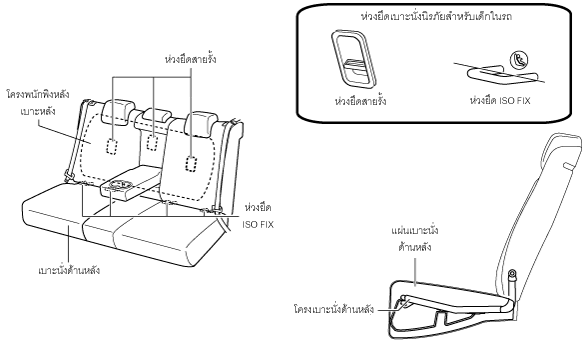 ห่วงยึดเบาะนั่งนิรภัยสำหรับเด็กในรถ
ห่วงยึดสายรั้ง
ห่วงยึด ISO FIX
ห่วงยึดสายรั้ง
โครงพนักพิงหลัง
เบาะหลัง
ห่วงยึด
ISO FIX
เบาะนั่งด้านหลัง
แผ่นเบาะนั่ง
ด้านหลัง
โครงเบาะนั่งด้านหลัง